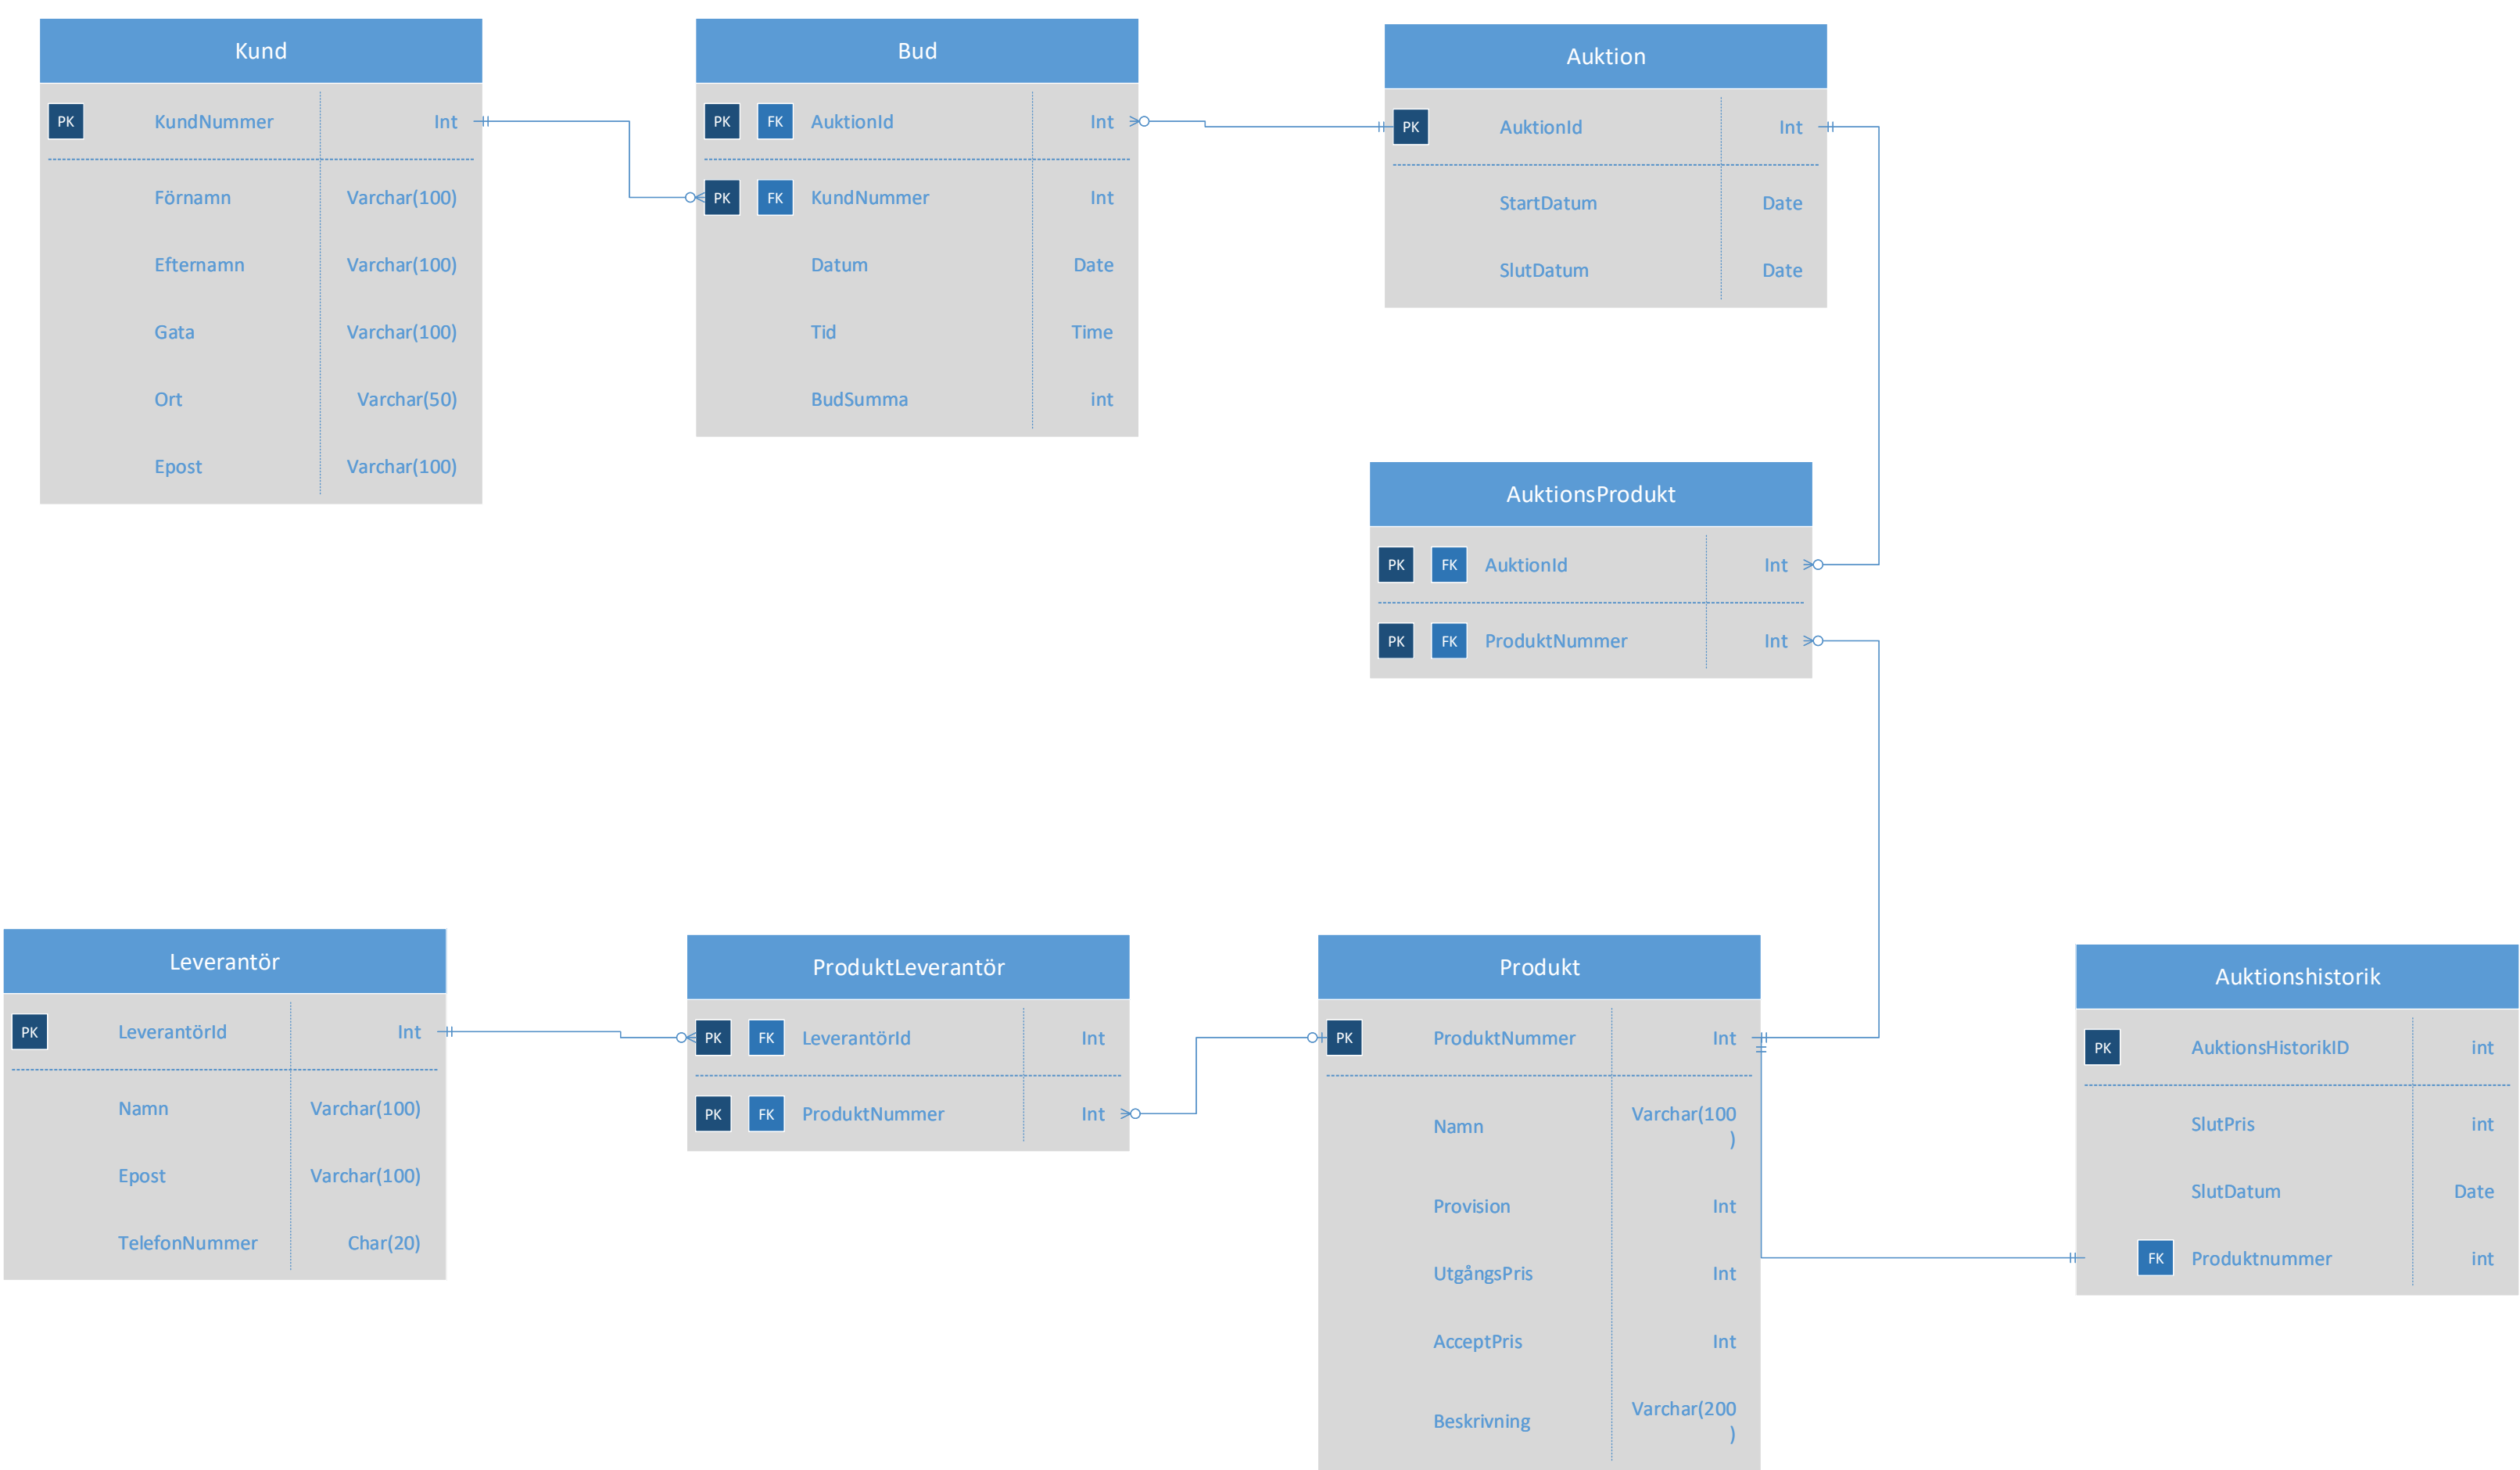 Kund
PK KundNummer Int
Förnamn Varchar(100)
Efternamn Varchar(100)
Gata Varchar(100)
Ort Varchar(50)
Epost Varchar(100)
Bud
PK FK AuktionId Int
PK FK KundNummer Int
Datum Date
Tid Time
BudSumma int
Auktion
PK AuktionId Int
StartDatum Date
SlutDatum Date
AuktionsProdukt
PK FK AuktionId Int
PK FK ProduktNummer Int
Leverantör
PK LeverantörId Int
Namn Varchar(100)
Epost Varchar(100)
TelefonNummer Char(20)
ProduktLeverantör
PK FK LeverantörId Int
PK FK ProduktNummer Int
Produkt
PK ProduktNummer Int
Namn Varchar(100
)
Provision Int
UtgångsPris Int
AcceptPris Int
Beskrivning Varchar(200
)
Auktionshistorik
PK AuktionsHistorikID int
SlutPris int
SlutDatum Date
FK Produktnummer int